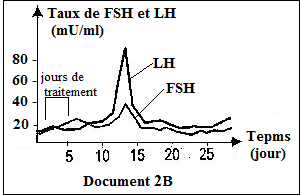 Taux de FSH et LH
(mU/ml)
80
60
40
20
jours de
traitement
LH
FSH
5 10 15 20 25
Tepms
(jour)
Document 2B